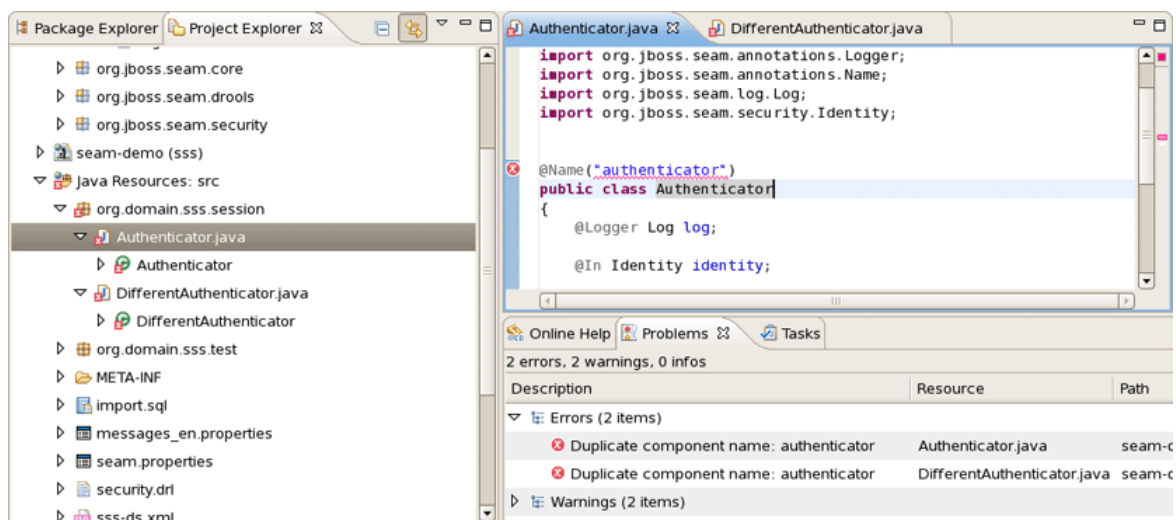 Package Explorer Project Explorer
org.jboss.seam.core
org.jboss.seam.drools
org.jboss.seam.security
seam-demo (sss)
Java Resources: src
org.domain.sss.session
Authenticator.java
Authenticator
DifferentAuthenticator.java
DifferentAuthenticator
org.domain.sss.test
META-INF
import.sql
messages_en.properties
seam.properties
security.drl
sss-ds.xml
Authenticator.java DifferentAuthenticator.java
import org.jboss.seam.annotations.Logger;
import org.jboss.seam.annotations.Name;
import org.jboss.seam.log.Log;
import org.jboss.seam.security.Identity;
@Name("authenticator")
public class Authenticator
{
@Logger Log log;
@In Identity identity;
Online Help Problems Tasks
2 errors, 2 warnings, 0 infos
Description Resource Path
Errors (2 items)
Duplicate component name: authenticator Authenticator.java seam-d
Duplicate component name: authenticator DifferentAuthenticator.java seam-d
Warnings (2 items)